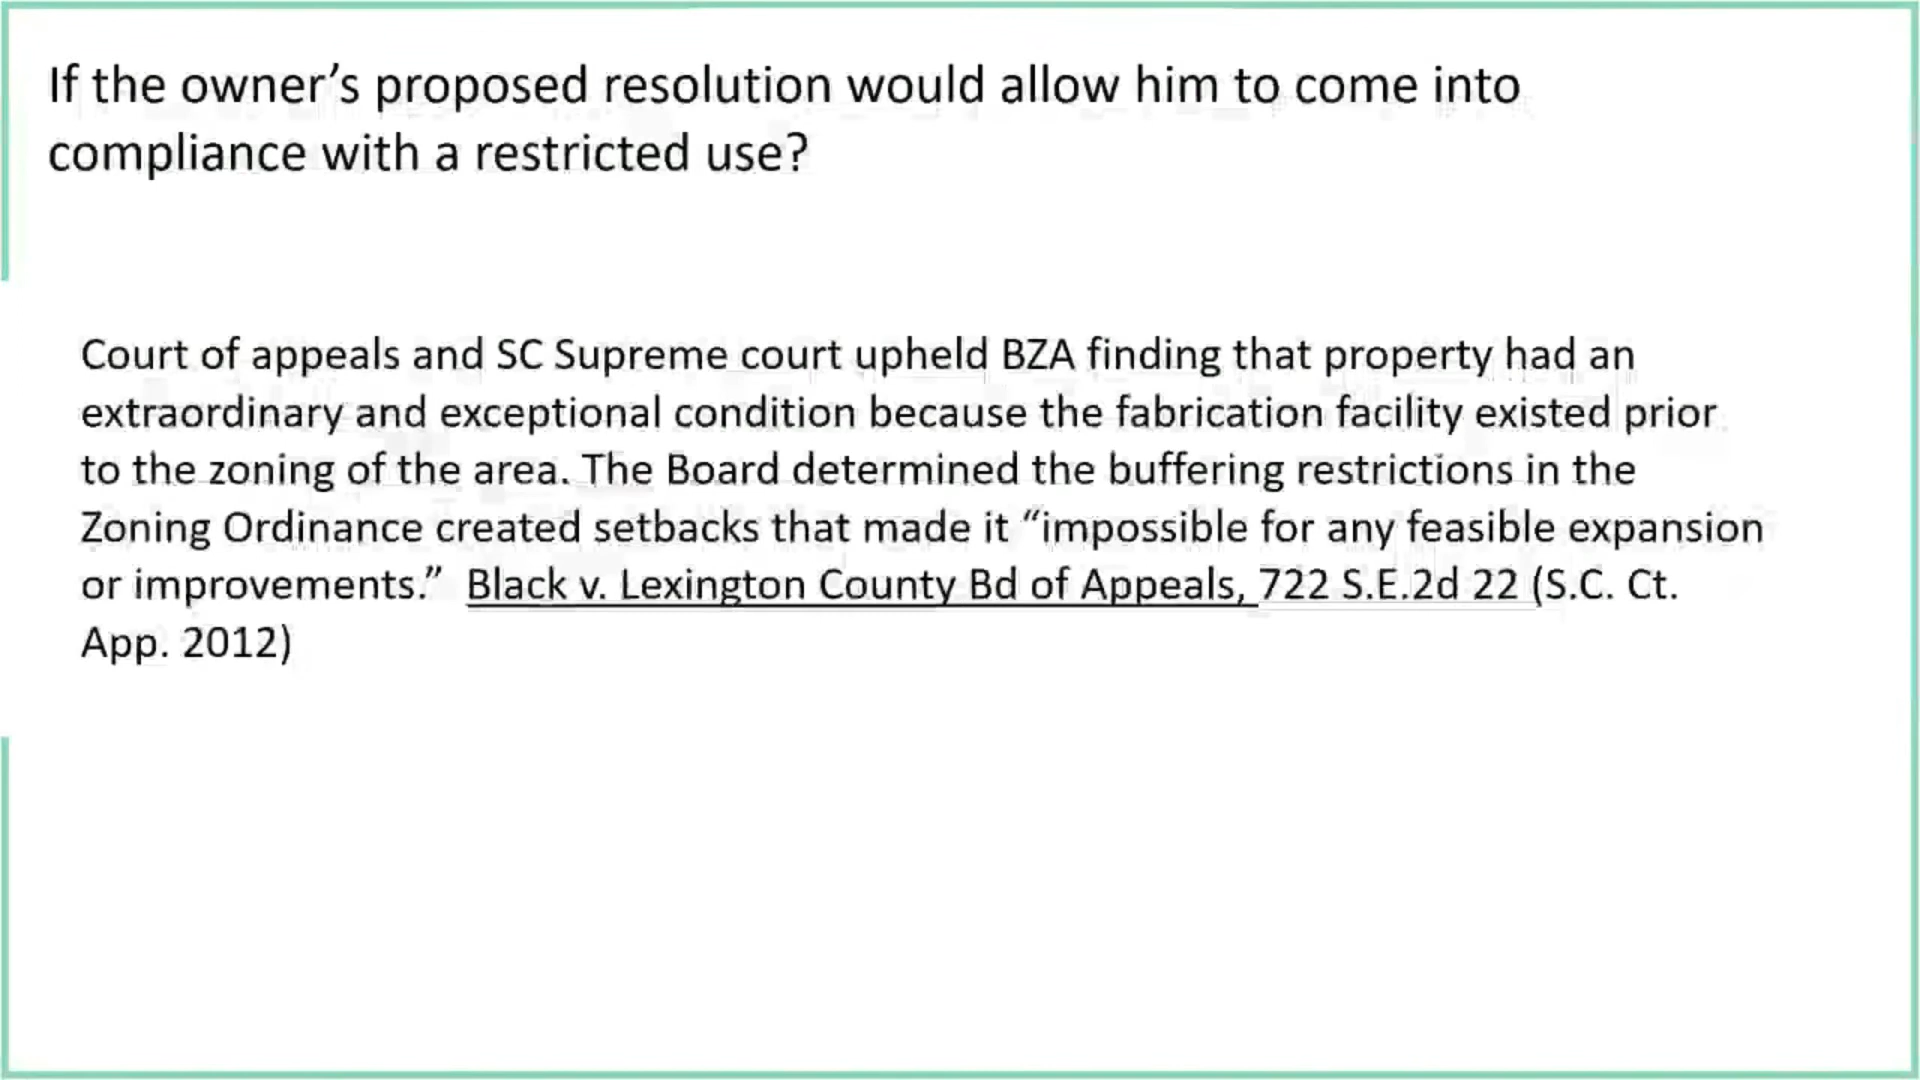 If the owner’s proposed resolution would allow him to come into
compliance with a restricted use?
Court of appeals and SC Supreme court upheld BZA finding that property had an
extraordinary and exceptional condition because the fabrication facility existed prior
to the zoning of the area. The Board determined the buffering restrictions in the
Zoning Ordinance created setbacks that made it “impossible for any feasible expansion
or improvements.” Black v. Lexington County Bd of Appeals, 722 S.E.2d 22 (S.C. Ct.
App. 2012)